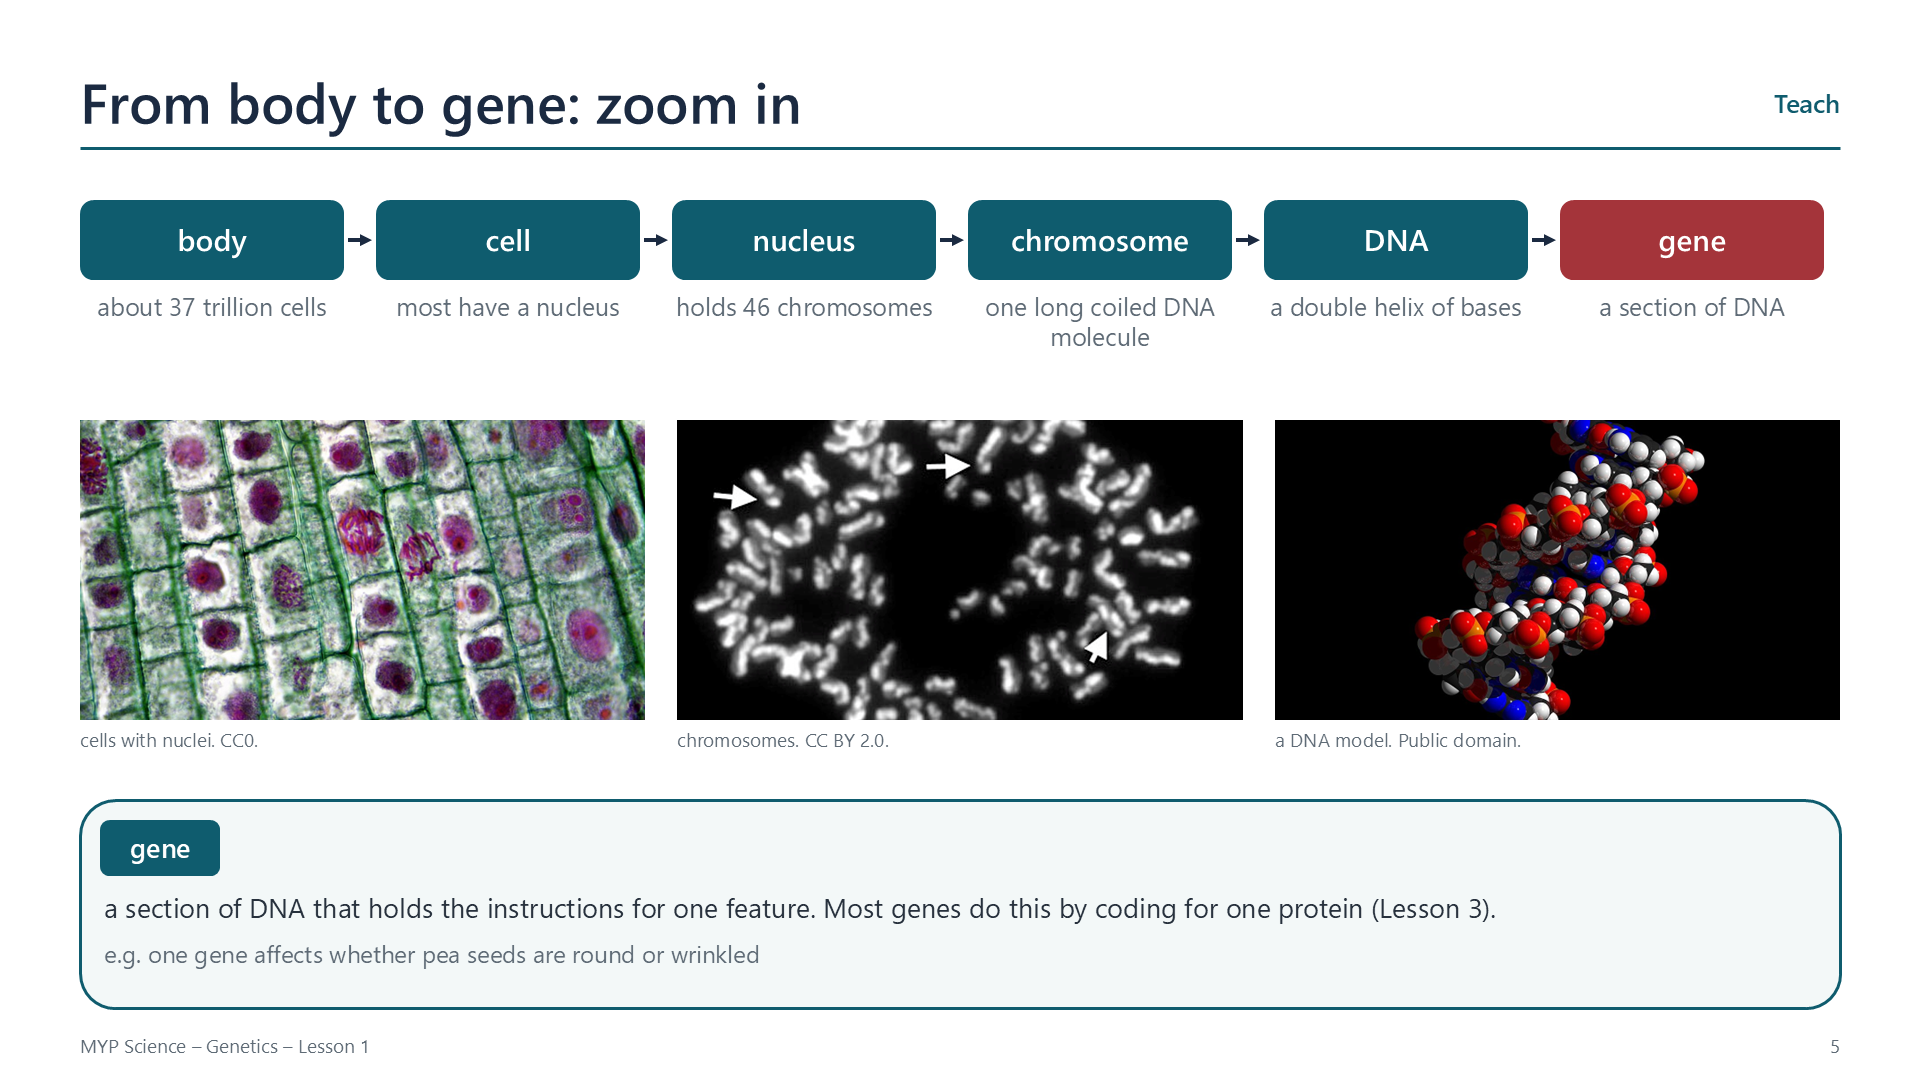 From body to gene: zoom in
Teach
body
cell
nucleus
chromosome
DNA
gene
about 37 trillion cells
most have a nucleus
holds 46 chromosomes
one long coiled DNA
molecule
a double helix of bases
a section of DNA
cells with nuclei. CC0.
chromosomes. CC BY 2.0.
a DNA model. Public domain.
gene
a section of DNA that holds the instructions for one feature. Most genes do this by coding for one protein (Lesson 3).
e.g. one gene affects whether pea seeds are round or wrinkled
MYP Science – Genetics – Lesson 1
5